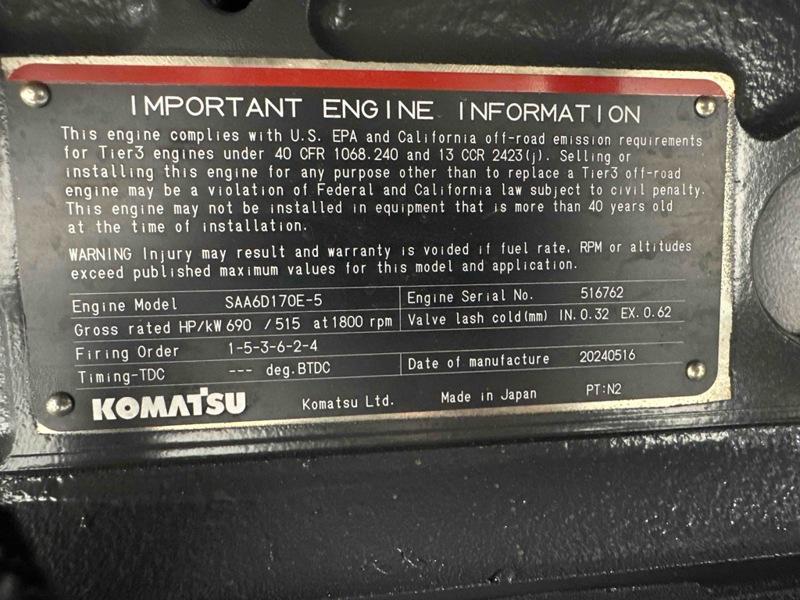 IMPORTANT ENGINE INFORMATION
This engine complies with U.S. EPA and California off-road emission requirements
for Tier3 engines under 40 CFR 1068.240 and 13 CCR 2423(j). Selling or
installing this engine for any purpose other than to replace a Tier3 off-road
engine may be a violation of Federal and California law subject to civil penalty.
This engine may not be installed in equipment that is more than 40 years old
at the time of installation.
WARNING Injury may result and warranty is voided if fuel rate, RPM or altitudes
exceed published maximum values for this model and application.
Engine Model SAA6D170E-5 Engine Serial No. 516762
Gross rated HP/kW 690 /515 at 1800 rpm Valve lash cold(mm) IN.0.32 EX.0.62
Firing Order 1-5-3-6-2-4
Timing-TDC --- deg.BTDC Date of manufacture 20240516
KOMATSU Komatsu Ltd. Made in Japan PT:N2